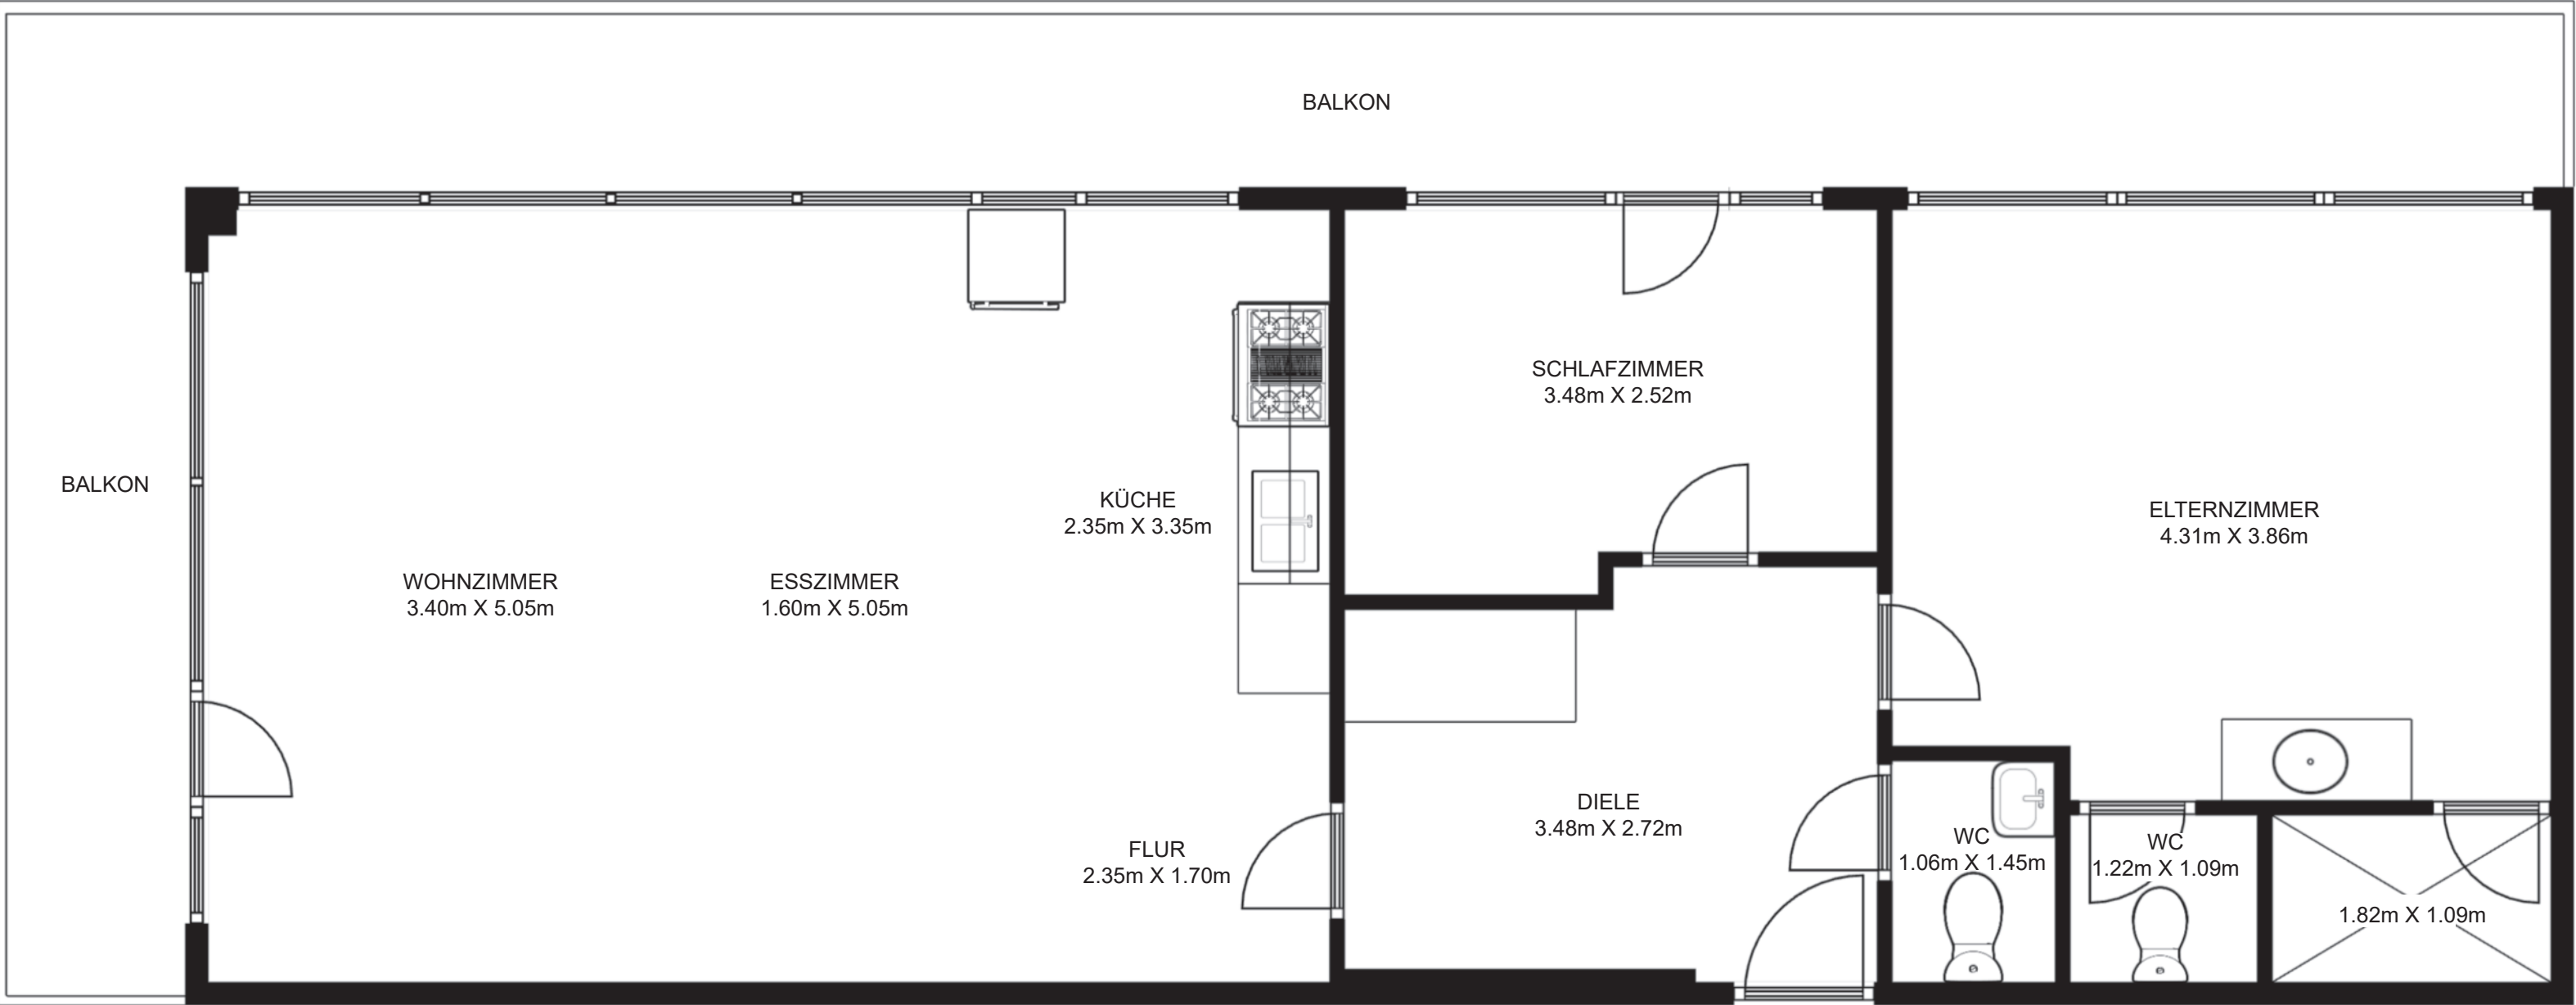 BALKON
BALKON
WOHNZIMMER
3.40m X 5.05m
ESSZIMMER
1.60m X 5.05m
KÜCHE
2.35m X 3.35m
FLUR
2.35m X 1.70m
SCHLAFZIMMER
3.48m X 2.52m
DIELE
3.48m X 2.72m
ELTERNZIMMER
4.31m X 3.86m
WC
1.06m X 1.45m
WC
1.22m X 1.09m
1.82m X 1.09m